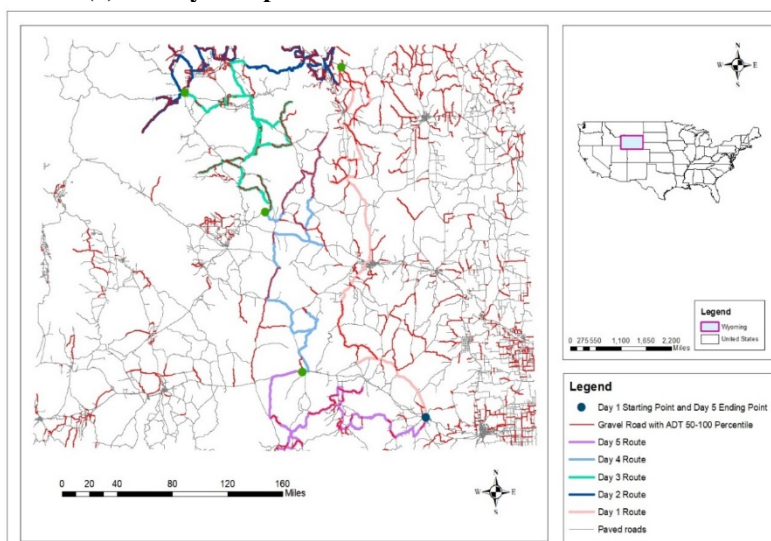 N
W E
S
0 275550 1,100 1,650 2,200
Miles
Legend
Wyoming
United States
0 20 40 80 120 160
Miles
N
W E
S
Legend
Day 1 Starting Point and Day 5 Ending Point
Gravel Road with ADT 50-100 Percentile
Day 5 Route
Day 4 Route
Day 3 Route
Day 2 Route
Day 1 Route
Paved roads